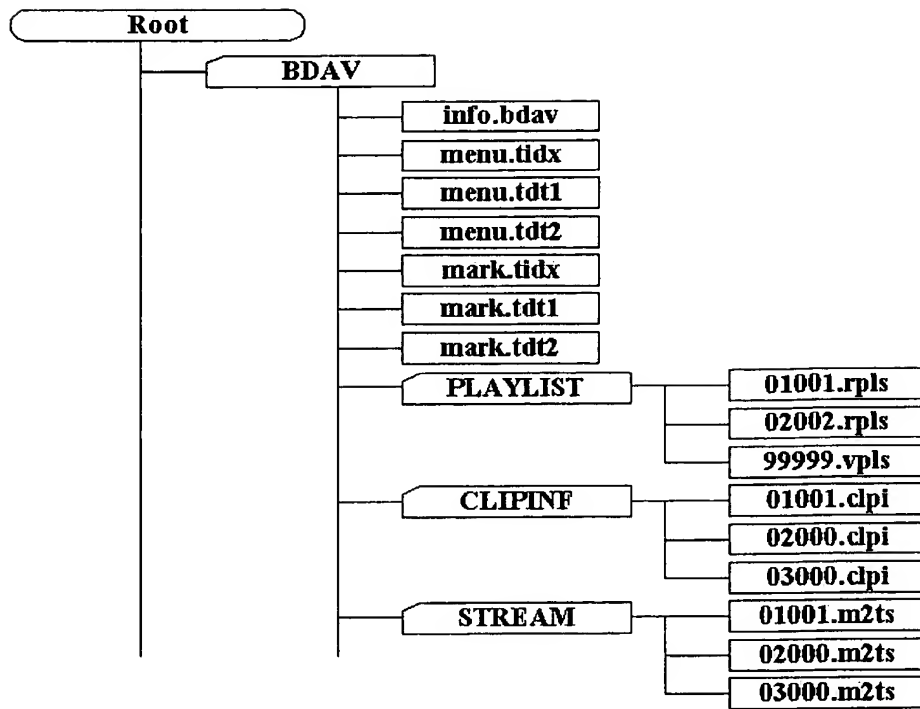 Root
BDAV
info.bdav
menu.tidx
menu.tdt1
menu.tdt2
mark.tidx
mark.tdt1
mark.tdt2
PLAYLIST
01001.rpls
02002.rpls
99999.vpls
CLIPINF
01001.clpi
02000.clpi
03000.clpi
STREAM
01001.m2ts
02000.m2ts
03000.m2ts